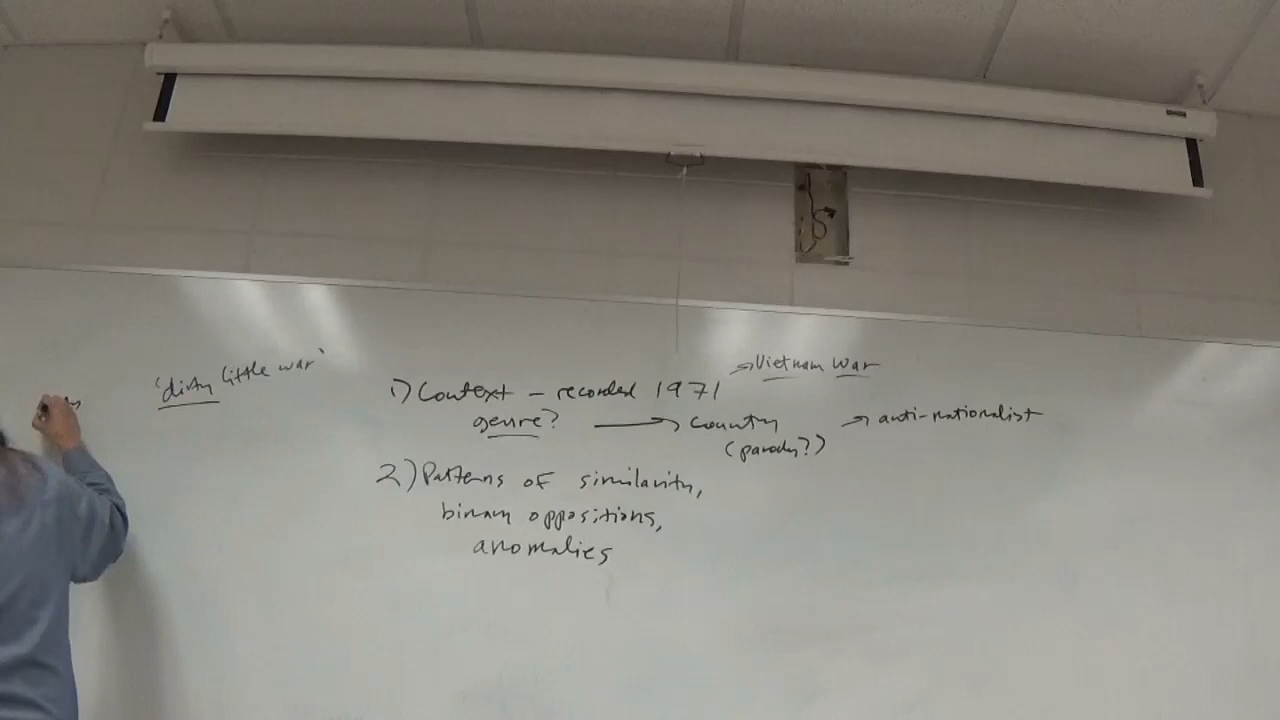 'dirty little war'
1) Context – recorded 1971
→ Vietnam War
genre? → Country → anti-nationalist
(parody?)
2) Patterns of similarity,
binary oppositions,
anomalies